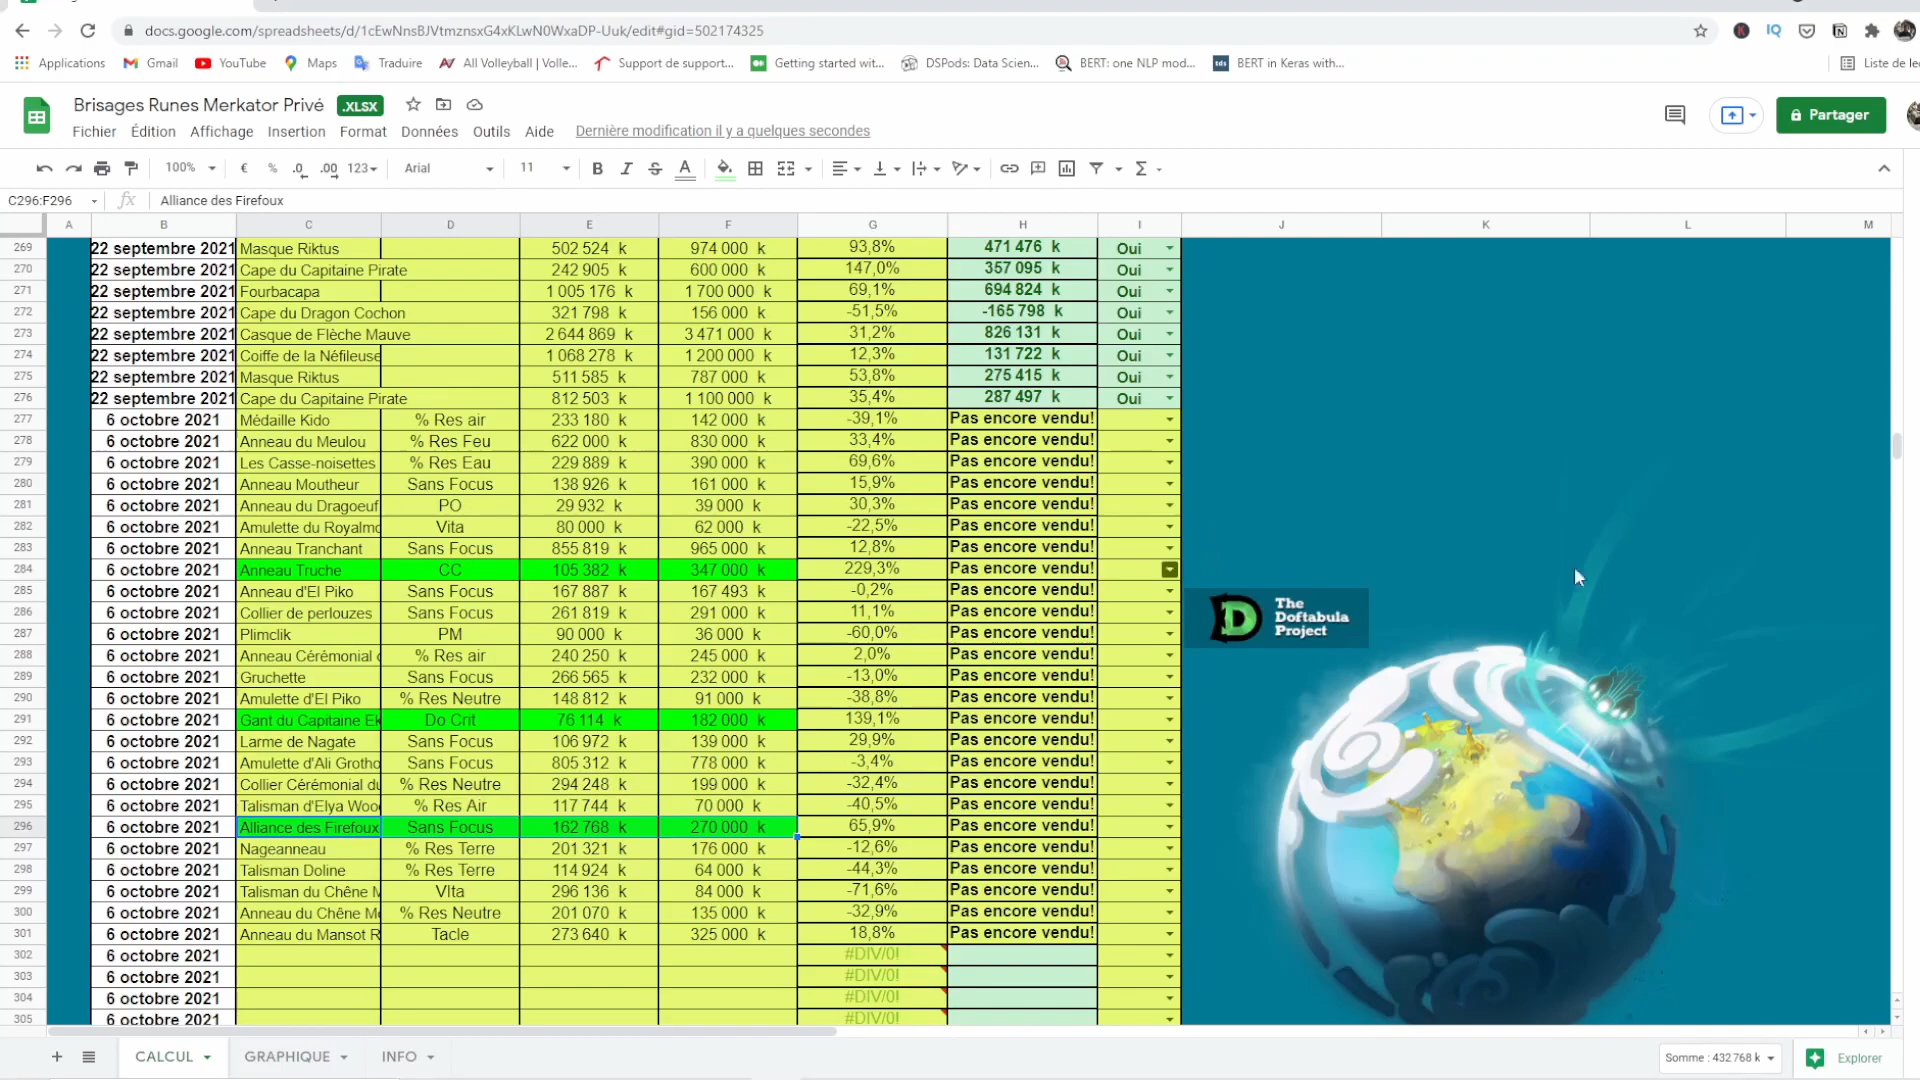 docs.google.com/spreadsheets/d/1cEwNnsBJVtmznsxG4xKLwN0WxaDP-Uuk/edit#gid=502174325
Applications Gmail YouTube Maps Traduire All Volleyball | Volle... Support de support... Getting started wit... DSPods: Data Scien... BERT: one NLP mod... BERT in Keras with... Liste de le
Brisages Runes Merkator Privé .XLSX
Partager
Fichier Édition Affichage Insertion Format Données Outils Aide Dernière modification il y a quelques secondes
100% € % .0 .00 123 Arial 11 B I S A
C296:F296 fx Alliance des Firefoux
A B C D E F G H I J K L M
269 22 septembre 2021 Masque Riktus 502 524 k 974 000 k 93,8% 471 476 k Oui
270 22 septembre 2021 Cape du Capitaine Pirate 242 905 k 600 000 k 147,0% 357 095 k Oui
271 22 septembre 2021 Fourbacapa 1 005 176 k 1 700 000 k 69,1% 694 824 k Oui
272 22 septembre 2021 Cape du Dragon Cochon 321 798 k 156 000 k -51,5% -165 798 k Oui
273 22 septembre 2021 Casque de Flèche Mauve 2 644 869 k 3 471 000 k 31,2% 826 131 k Oui
274 22 septembre 2021 Coiffe de la Néfileuse 1 068 278 k 1 200 000 k 12,3% 131 722 k Oui
275 22 septembre 2021 Masque Riktus 511 585 k 787 000 k 53,8% 275 415 k Oui
276 22 septembre 2021 Cape du Capitaine Pirate 812 503 k 1 100 000 k 35,4% 287 497 k Oui
277 6 octobre 2021 Médaille Kido % Res air 233 180 k 142 000 k -39,1% Pas encore vendu!
278 6 octobre 2021 Anneau du Meulou % Res Feu 622 000 k 830 000 k 33,4% Pas encore vendu!
279 6 octobre 2021 Les Casse-noisettes % Res Eau 229 889 k 390 000 k 69,6% Pas encore vendu!
280 6 octobre 2021 Anneau Moutheur Sans Focus 138 926 k 161 000 k 15,9% Pas encore vendu!
281 6 octobre 2021 Anneau du Dragoeuf PO 29 932 k 39 000 k 30,3% Pas encore vendu!
282 6 octobre 2021 Amulette du Royalmo Vita 80 000 k 62 000 k -22,5% Pas encore vendu!
283 6 octobre 2021 Anneau Tranchant Sans Focus 855 819 k 965 000 k 12,8% Pas encore vendu!
284 6 octobre 2021 Anneau Truche CC 105 382 k 347 000 k 229,3% Pas encore vendu!
285 6 octobre 2021 Anneau d'El Piko Sans Focus 167 887 k 167 493 k -0,2% Pas encore vendu!
286 6 octobre 2021 Collier de perlouzes Sans Focus 261 819 k 291 000 k 11,1% Pas encore vendu!
287 6 octobre 2021 Plimclik PM 90 000 k 36 000 k -60,0% Pas encore vendu!
288 6 octobre 2021 Anneau Cérémonial d % Res air 240 250 k 245 000 k 2,0% Pas encore vendu!
289 6 octobre 2021 Gruchette Sans Focus 266 565 k 232 000 k -13,0% Pas encore vendu!
290 6 octobre 2021 Amulette d'El Piko % Res Neutre 148 812 k 91 000 k -38,8% Pas encore vendu!
291 6 octobre 2021 Gant du Capitaine Ek Do Crit 76 114 k 182 000 k 139,1% Pas encore vendu!
292 6 octobre 2021 Larme de Nagate Sans Focus 106 972 k 139 000 k 29,9% Pas encore vendu!
293 6 octobre 2021 Amulette d'Ali Grotho Sans Focus 805 312 k 778 000 k -3,4% Pas encore vendu!
294 6 octobre 2021 Collier Cérémonial du % Res Neutre 294 248 k 199 000 k -32,4% Pas encore vendu!
295 6 octobre 2021 Talisman d'Elya Woo % Res Air 117 744 k 70 000 k -40,5% Pas encore vendu!
296 6 octobre 2021 Alliance des Firefoux Sans Focus 162 768 k 270 000 k 65,9% Pas encore vendu!
297 6 octobre 2021 Nageanneau % Res Terre 201 321 k 176 000 k -12,6% Pas encore vendu!
298 6 octobre 2021 Talisman Doline % Res Terre 114 924 k 64 000 k -44,3% Pas encore vendu!
299 6 octobre 2021 Talisman du Chêne M VIta 296 136 k 84 000 k -71,6% Pas encore vendu!
300 6 octobre 2021 Anneau du Chêne Mo % Res Neutre 201 070 k 135 000 k -32,9% Pas encore vendu!
301 6 octobre 2021 Anneau du Mansot R Tacle 273 640 k 325 000 k 18,8% Pas encore vendu!
302 6 octobre 2021 #DIV/0!
303 6 octobre 2021 #DIV/0!
304 6 octobre 2021 #DIV/0!
305 6 octobre 2021 #DIV/0!
The
Doftabula
Project
CALCUL GRAPHIQUE INFO Somme : 432 768 k Explorer